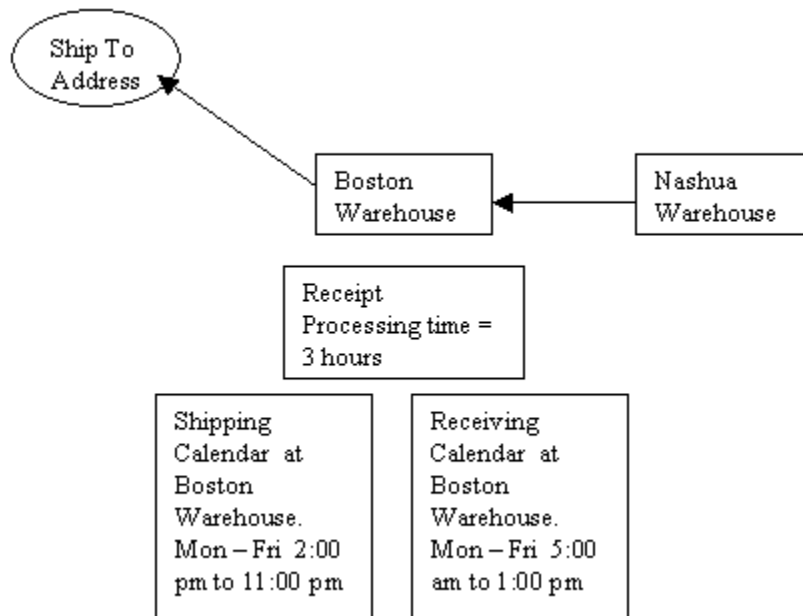 Ship To
Address
Boston
Warehouse
Nashua
Warehouse
Receipt
Processing time =
3 hours
Shipping
Calendar at
Boston
Warehouse.
Mon – Fri 2:00
pm to 11:00 pm
Receiving
Calendar at
Boston
Warehouse.
Mon – Fri 5:00
am to 1:00 pm